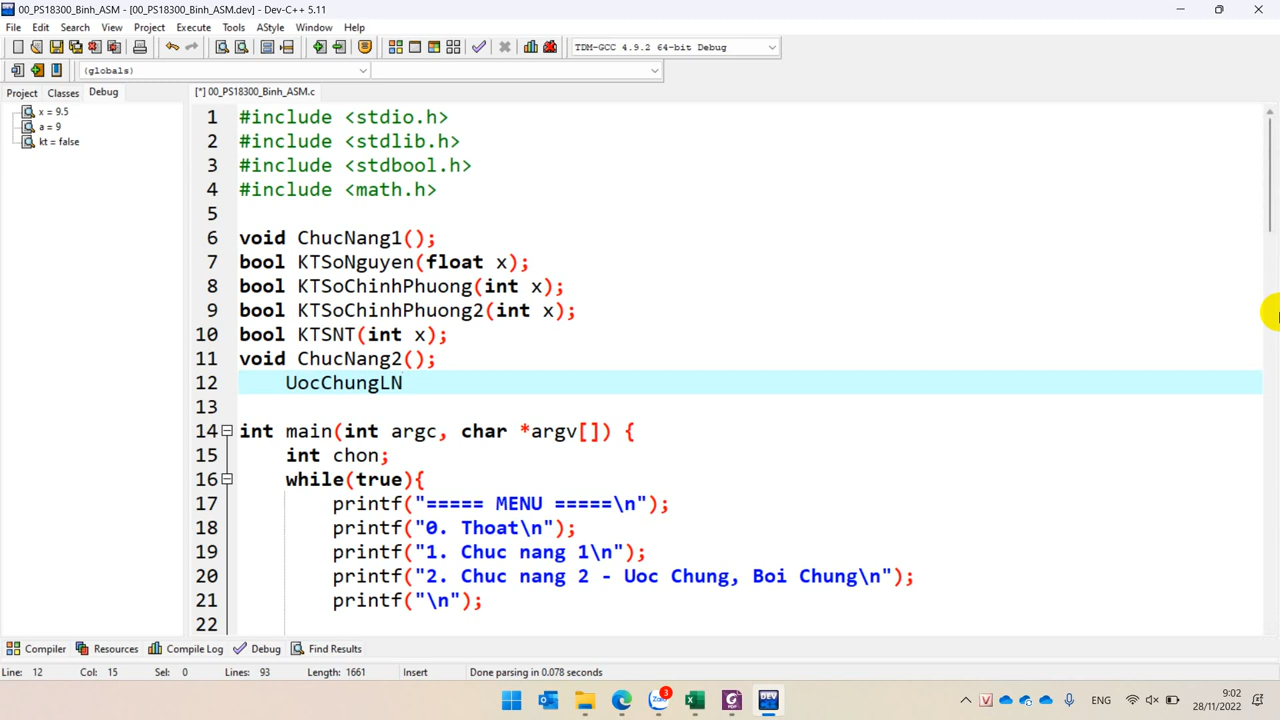 00_PS18300_Binh_ASM - [00_PS18300_Binh_ASM.dev] - Dev-C++ 5.11
File Edit Search View Project Execute Tools AStyle Window Help
TDM-GCC 4.9.2 64-bit Debug
(globals)
Project Classes Debug
[*] 00_PS18300_Binh_ASM.c
x = 9.5
a = 9
kt = false
1 #include <stdio.h>
2 #include <stdlib.h>
3 #include <stdbool.h>
4 #include <math.h>
5
6 void ChucNang1();
7 bool KTSoNguyen(float x);
8 bool KTSoChinhPhuong(int x);
9 bool KTSoChinhPhuong2(int x);
10 bool KTSNT(int x);
11 void ChucNang2();
12 UocChungLN
13
14 int main(int argc, char *argv[]) {
15 int chon;
16 while(true){
17 printf("===== MENU =====\n");
18 printf("0. Thoat\n");
19 printf("1. Chuc nang 1\n");
20 printf("2. Chuc nang 2 - Uoc Chung, Boi Chung\n");
21 printf("\n");
22
Compiler Resources Compile Log Debug Find Results
Line: 12 Col: 15 Sel: 0 Lines: 93 Length: 1661 Insert Done parsing in 0.078 seconds
Zalo 3 PDF DEV
ENG
9:02
28/11/2022